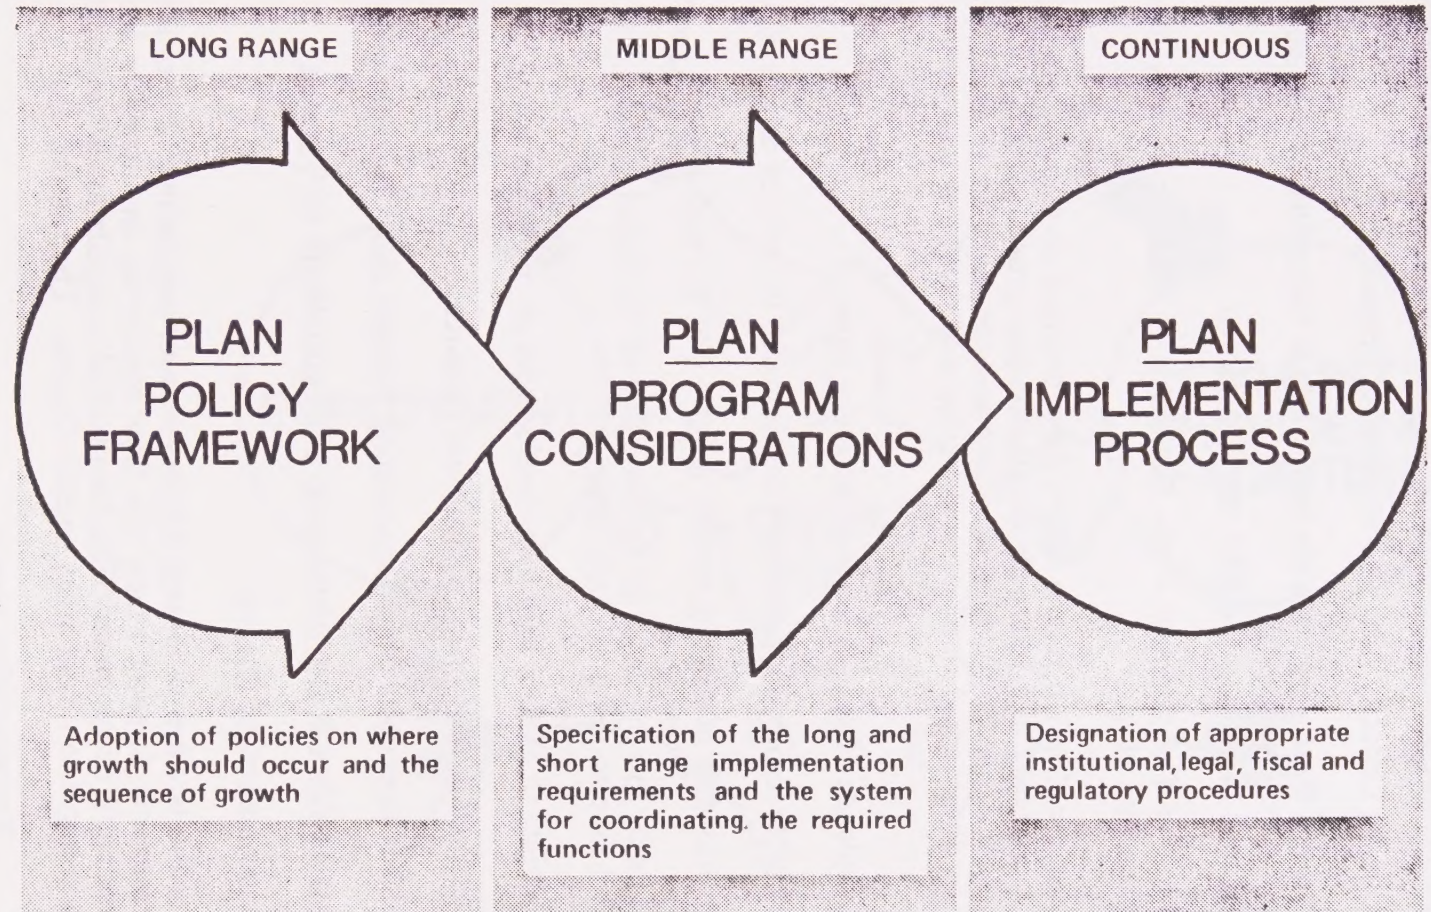 LONG RANGE
PLAN
POLICY
FRAMEWORK
Adoption of policies on where
growth should occur and the
sequence of growth
MIDDLE RANGE
PLAN
PROGRAM
CONSIDERATIONS
Specification of the long and
short range implementation
requirements and the system
for coordinating. the required
functions
CONTINUOUS
PLAN
IMPLEMENTATION
PROCESS
Designation of appropriate
institutional, legal, fiscal and
regulatory procedures